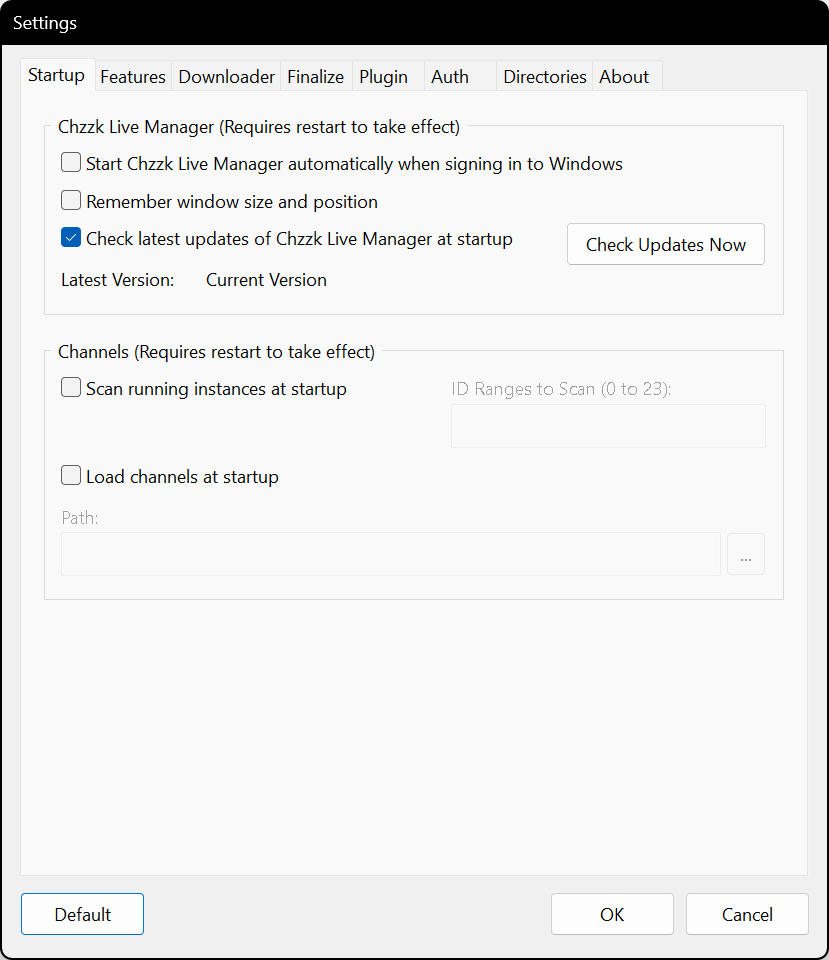 Settings
Startup Features Downloader Finalize Plugin Auth Directories About
Chzzk Live Manager (Requires restart to take effect)
Start Chzzk Live Manager automatically when signing in to Windows
Remember window size and position
Check latest updates of Chzzk Live Manager at startup
Check Updates Now
Latest Version: Current Version
Channels (Requires restart to take effect)
Scan running instances at startup ID Ranges to Scan (0 to 23):
Load channels at startup
Path:
...
Default OK Cancel